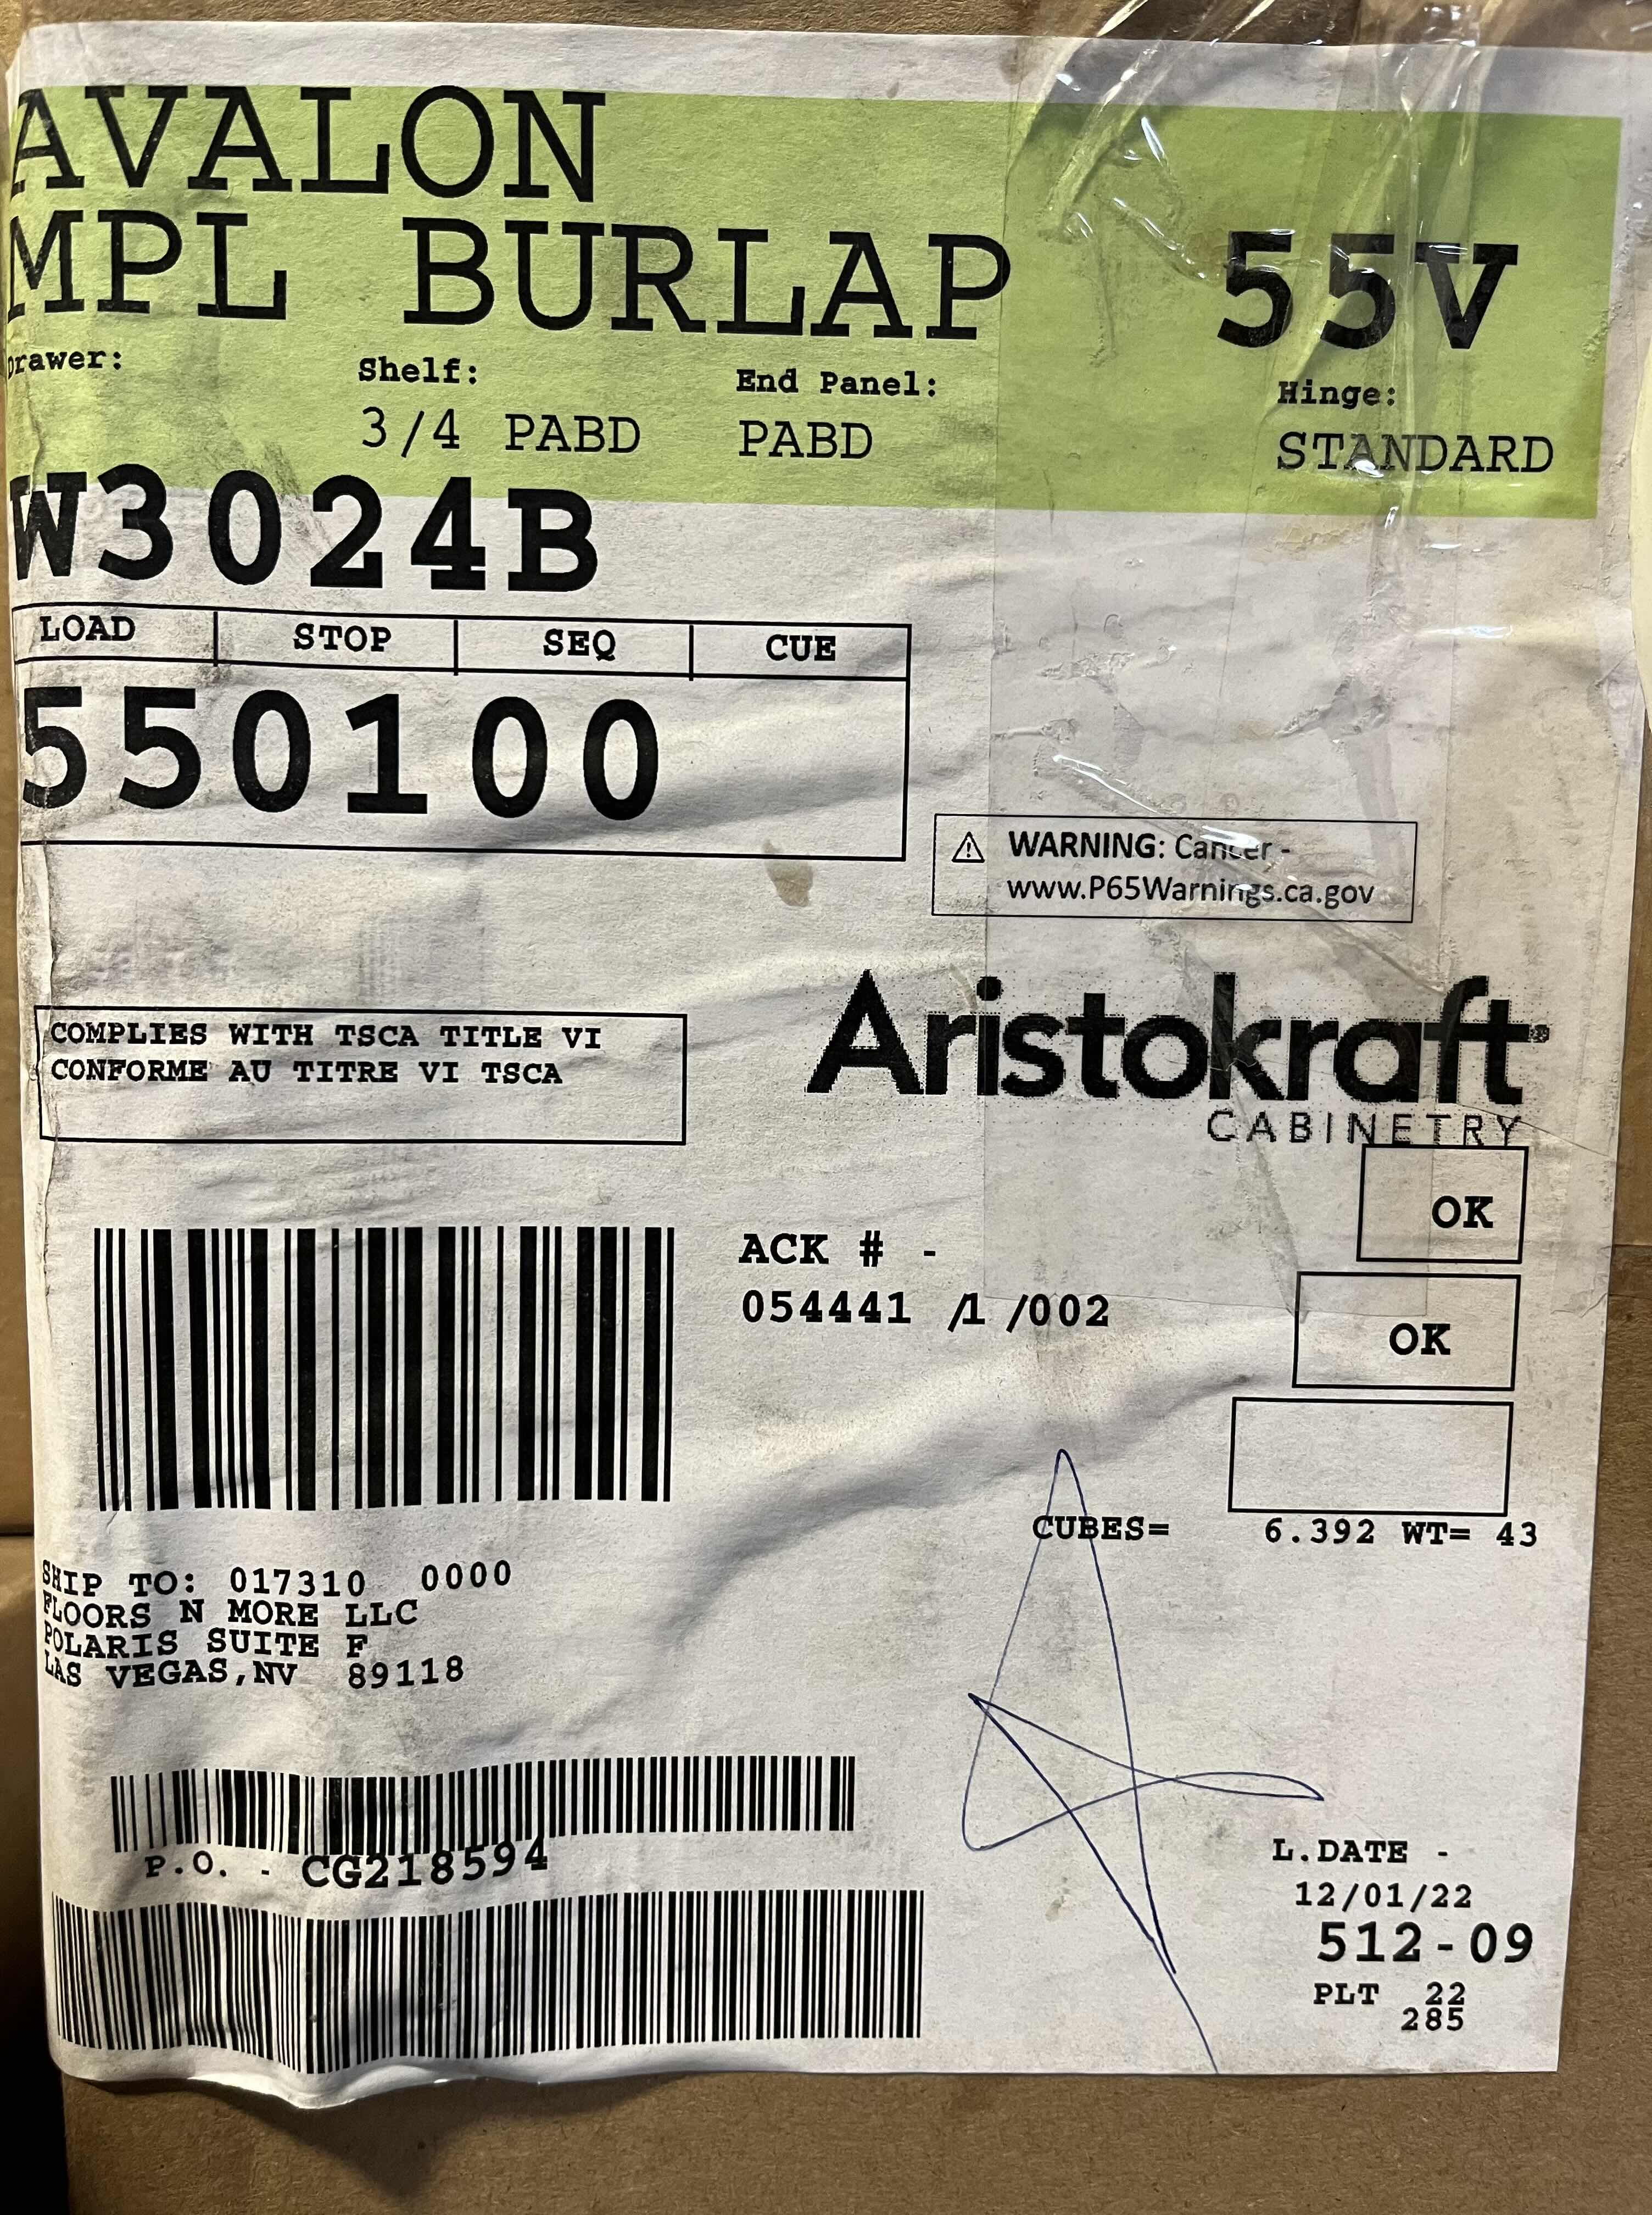 AVALON
MPL BURLAP 55V
Drawer: Shelf: End Panel: Hinge:
3/4 PABD PABD STANDARD
W3024B
LOAD STOP SEQ CUE
550100
WARNING: Cancer -
www.P65Warnings.ca.gov
COMPLIES WITH TSCA TITLE VI
CONFORME AU TITRE VI TSCA
Aristokraft®
CABINETRY
OK
ACK # -
054441 /1 /002
OK
CUBES= 6.392 WT= 43
SHIP TO: 017310 0000
FLOORS N MORE LLC
POLARIS SUITE F
LAS VEGAS,NV 89118
P.O. - CG218594
L.DATE -
12/01/22
512-09
PLT 22
285